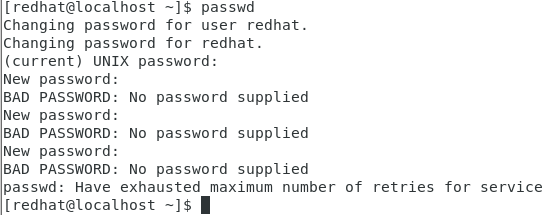 [redhat@localhost ~]$ passwd
Changing password for user redhat.
Changing password for redhat.
(current) UNIX password:
New password:
BAD PASSWORD: No password supplied
New password:
BAD PASSWORD: No password supplied
New password:
BAD PASSWORD: No password supplied
passwd: Have exhausted maximum number of retries for service
[redhat@localhost ~]$